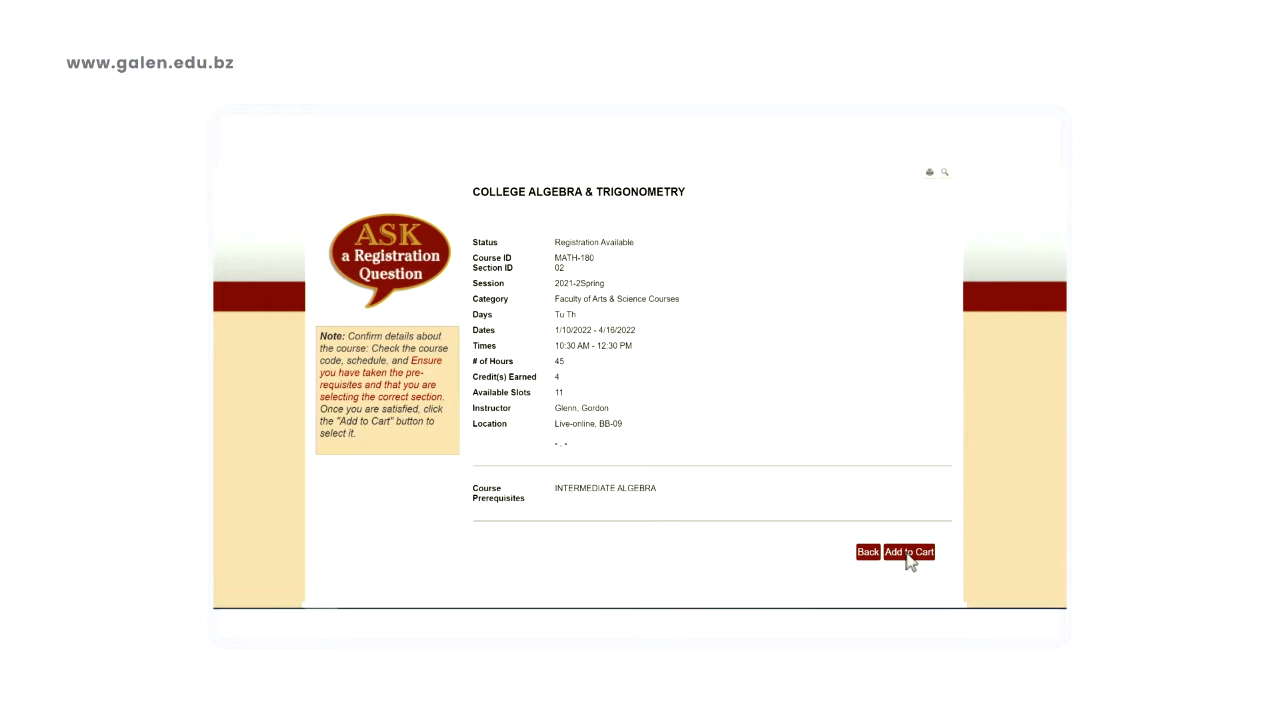 www.galen.edu.bz
COLLEGE ALGEBRA & TRIGONOMETRY
ASK
a Registration
Question
Note: Confirm details about
the course: Check the course
code, schedule, and Ensure
you have taken the pre-
requisites and that you are
selecting the correct section.
Once you are satisfied, click
the "Add to Cart" button to
select it.
Status Registration Available
Course ID MATH-180
Section ID 02
Session 2021-2Spring
Category Faculty of Arts & Science Courses
Days Tu Th
Dates 1/10/2022 - 4/16/2022
Times 10:30 AM - 12:30 PM
# of Hours 45
Credit(s) Earned 4
Available Slots 11
Instructor Glenn, Gordon
Location Live-online, BB-09
- , -
Course INTERMEDIATE ALGEBRA
Prerequisites
Back Add to Cart